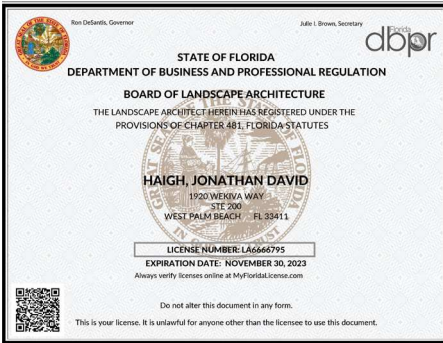 Ron DeSantis, Governor
Julie I. Brown, Secretary
Florida
dbpr
STATE OF FLORIDA
DEPARTMENT OF BUSINESS AND PROFESSIONAL REGULATION
BOARD OF LANDSCAPE ARCHITECTURE
THE LANDSCAPE ARCHITECT HEREIN HAS REGISTERED UNDER THE
PROVISIONS OF CHAPTER 481, FLORIDA STATUTES
HAIGH, JONATHAN DAVID
1920 WEKIVA WAY
STE 200
WEST PALM BEACH FL 33411
LICENSE NUMBER: LA6666795
EXPIRATION DATE: NOVEMBER 30, 2023
Always verify licenses online at MyFloridaLicense.com
Do not alter this document in any form.
This is your license. It is unlawful for anyone other than the licensee to use this document.